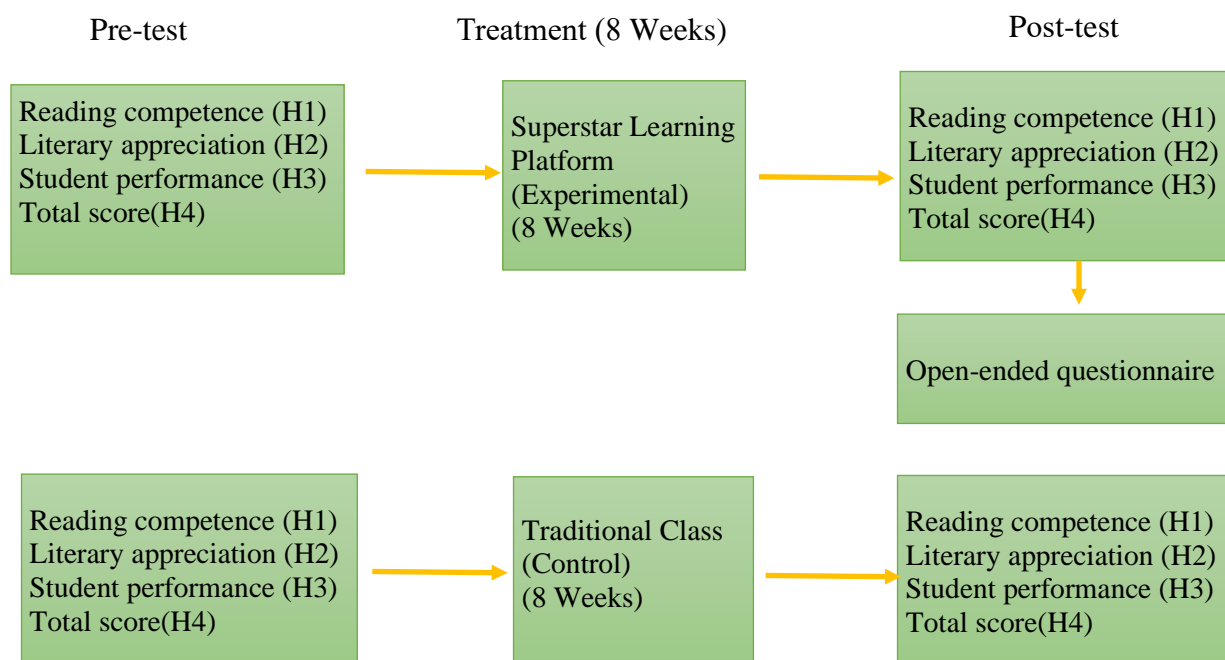 Pre-test
Treatment (8 Weeks)
Post-test
Reading competence (H1)
Literary appreciation (H2)
Student performance (H3)
Total score(H4)
Superstar Learning
Platform
(Experimental)
(8 Weeks)
Reading competence (H1)
Literary appreciation (H2)
Student performance (H3)
Total score(H4)
Open-ended questionnaire
Reading competence (H1)
Literary appreciation (H2)
Student performance (H3)
Total score(H4)
Traditional Class
(Control)
(8 Weeks)
Reading competence (H1)
Literary appreciation (H2)
Student performance (H3)
Total score(H4)